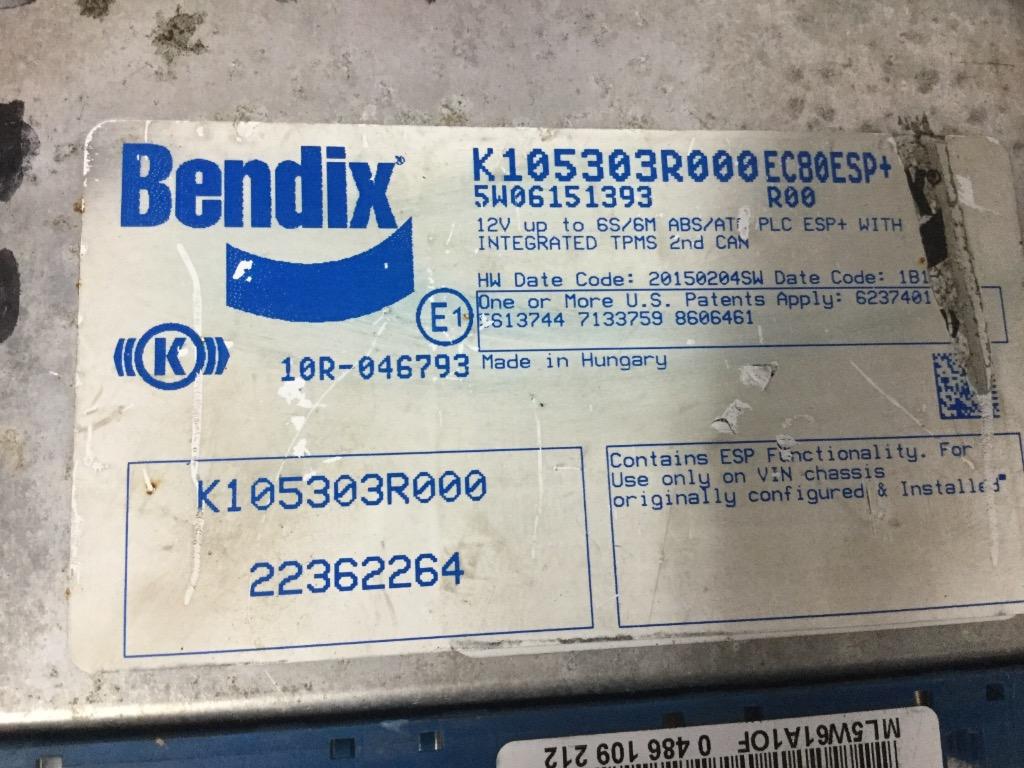 Bendix®
K105303R000 EC80ESP+
5W06151393 R00
12V up to 6S/6M ABS/AT PLC ESP+ WITH
INTEGRATED TPMS 2nd CAN
HW Date Code: 20150204SW Date Code: 1B1
One or More U.S. Patents Apply: 6237401
613744 7133759 8606461
E1
K
10R-046793
Made in Hungary
K105303R000
22362264
Contains ESP Functionality. For
Use only on VIN chassis
originally configured & Installed
ML5W61A1OF 0 486 109 212